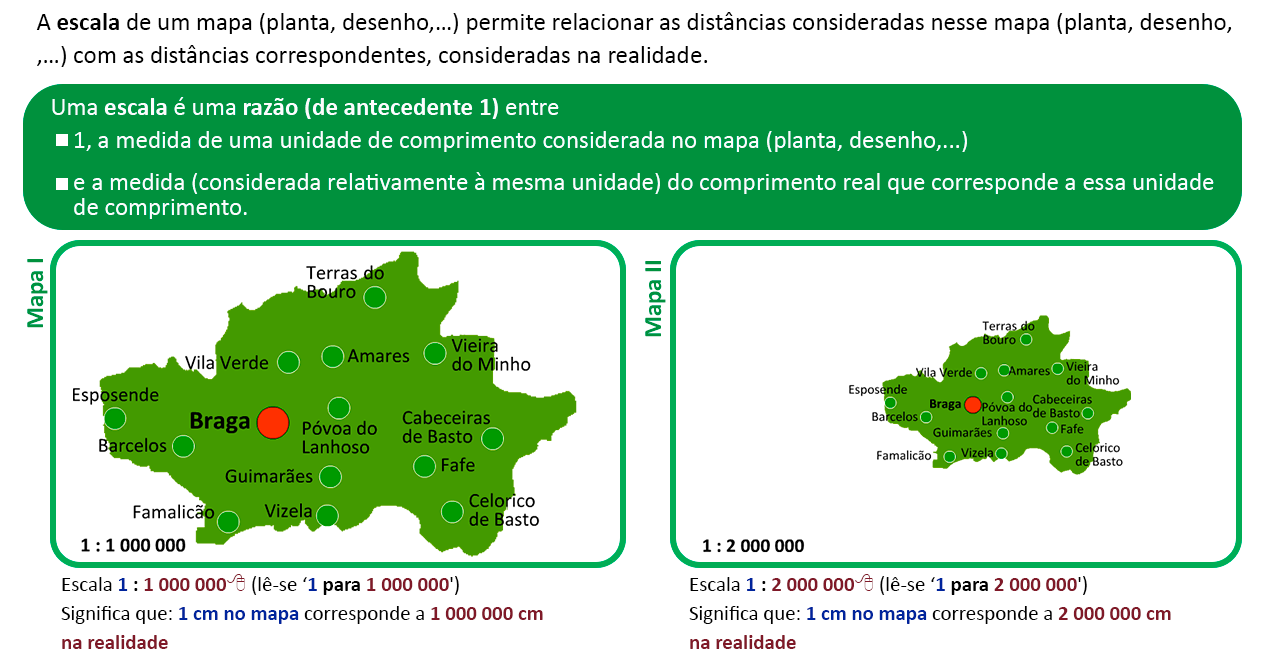 A escala de um mapa (planta, desenho,...) permite relacionar as distâncias consideradas nesse mapa (planta, desenho,
,...) com as distâncias correspondentes, consideradas na realidade.
Uma escala é uma razão (de antecedente 1) entre
1, a medida de uma unidade de comprimento considerada no mapa (planta, desenho,...)
e a medida (considerada relativamente à mesma unidade) do comprimento real que corresponde a essa unidade
de comprimento.
Mapa I
Terras do
Bouro
Vila Verde
Amares
Vieira
do Minho
Esposende
Braga
Póvoa do
Lanhoso
Cabeceiras
de Basto
Barcelos
Guimarães
Fafe
Famalicão
Vizela
Celorico
de Basto
1 : 1 000 000
Escala 1 : 1 000 000 (lê-se ‘1 para 1 000 000')
Significa que: 1 cm no mapa corresponde a 1 000 000 cm
na realidade
Mapa II
Terras do
Bouro
Vila Verde
Amares
Vieira
do Minho
Esposende
Braga
Póvoa do
Lanhoso
Cabeceiras
de Basto
Barcelos
Guimarães
Fafe
Famalicão
Vizela
Celorico
de Basto
1 : 2 000 000
Escala 1 : 2 000 000 (lê-se ‘1 para 2 000 000')
Significa que: 1 cm no mapa corresponde a 2 000 000 cm
na realidade